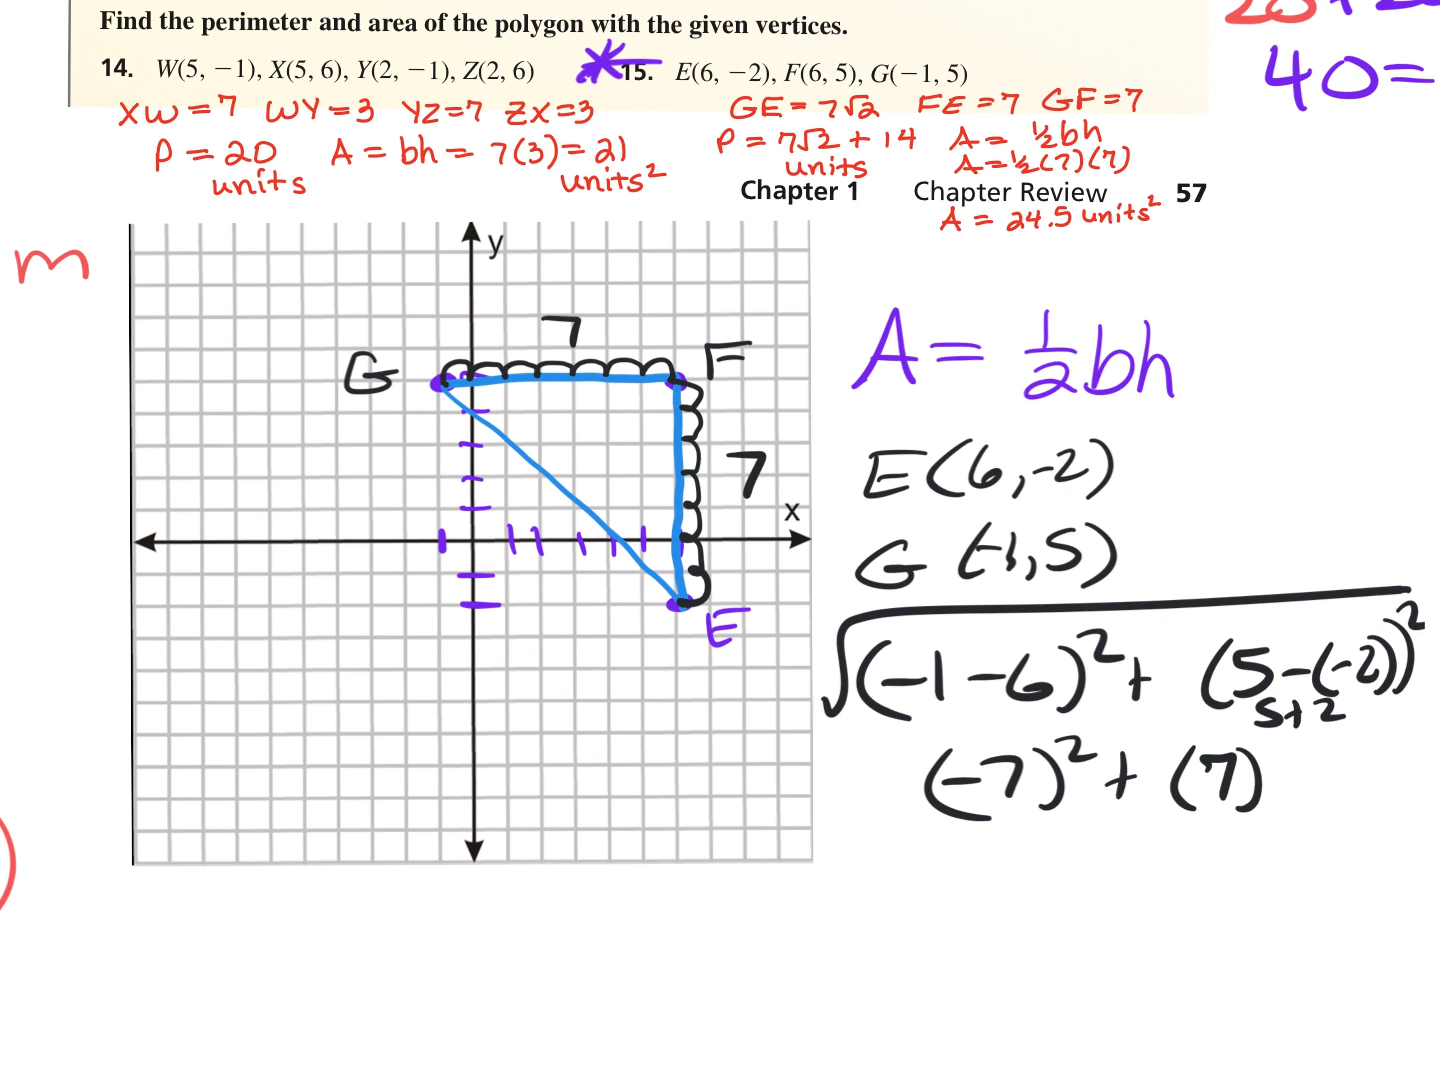 Find the perimeter and area of the polygon with the given vertices.
14. W(5, −1), X(5, 6), Y(2, −1), Z(2, 6)
15. E(6, −2), F(6, 5), G(−1, 5)
40=
XW=7 WY=3 YZ=7 ZX=3
P=20 A=bh=7(3)=21
units units²
GE=7√2 FE=7 GF=7
P=7√2+14 A=½bh
units A=½(7)(7)
Chapter 1 Chapter Review 57
A=24.5 units²
m
y
7
G F
A=½bh
7
E(6,-2)
x
G(-1,5)
E
√(-1-6)²+(5-(-2))²
5+2
(-7)²+(7)